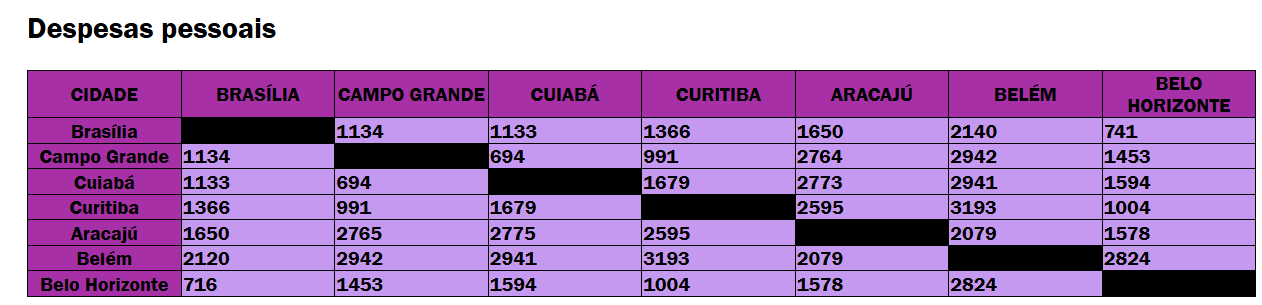 Despesas pessoais
CIDADE BRASÍLIA CAMPO GRANDE CUIABÁ CURITIBA ARACAJÚ BELÉM BELO HORIZONTE
Brasília 1134 1133 1366 1650 2140 741
Campo Grande 1134 694 991 2764 2942 1453
Cuiabá 1133 694 1679 2773 2941 1594
Curitiba 1366 991 1679 2595 3193 1004
Aracajú 1650 2765 2775 2595 2079 1578
Belém 2120 2942 2941 3193 2079 2824
Belo Horizonte 716 1453 1594 1004 1578 2824